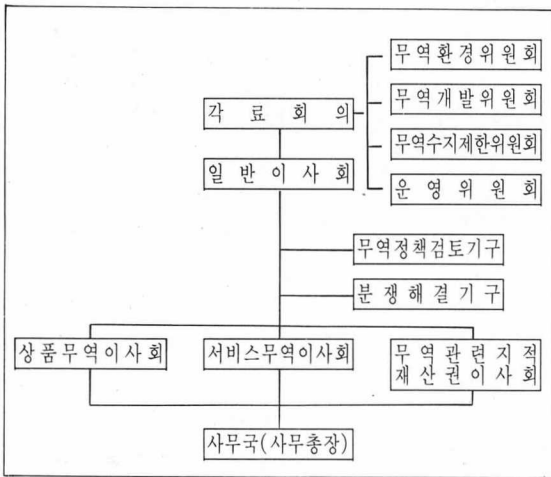 무역환경위원회
무역개발위원회
각료회의
무역수지제한위원회
일반이사회
운영위원회
무역정책검토기구
분쟁해결기구
상품무역이사회
서비스무역이사회
무역관련지적
재산권이사회
사무국(사무총장)